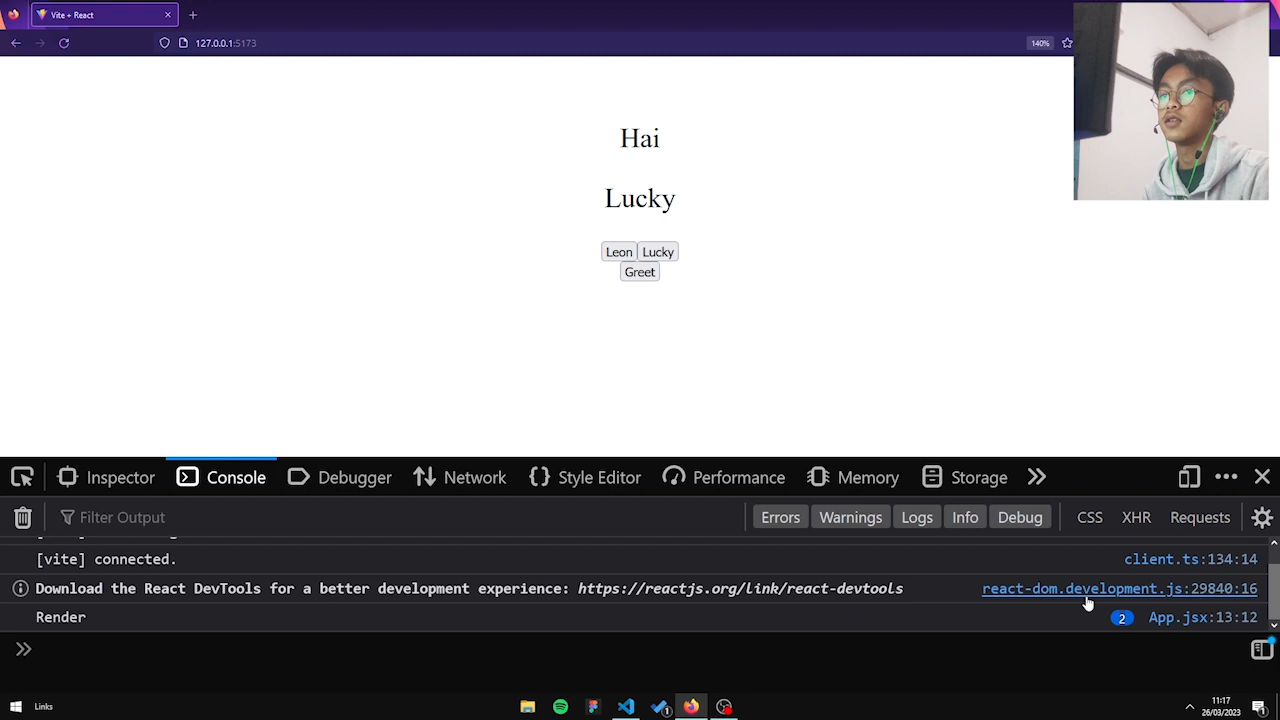 Vite + React
127.0.0.1:5173
140%
Hai
Lucky
Leon Lucky
Greet
Inspector Console Debugger Network Style Editor Performance Memory Storage
Filter Output Errors Warnings Logs Info Debug CSS XHR Requests
[vite] connected. client.ts:134:14
Download the React DevTools for a better development experience: https://reactjs.org/link/react-devtools react-dom.development.js:29840:16
Render 2 App.jsx:13:12
Links 1 11:17
26/03/2023 1